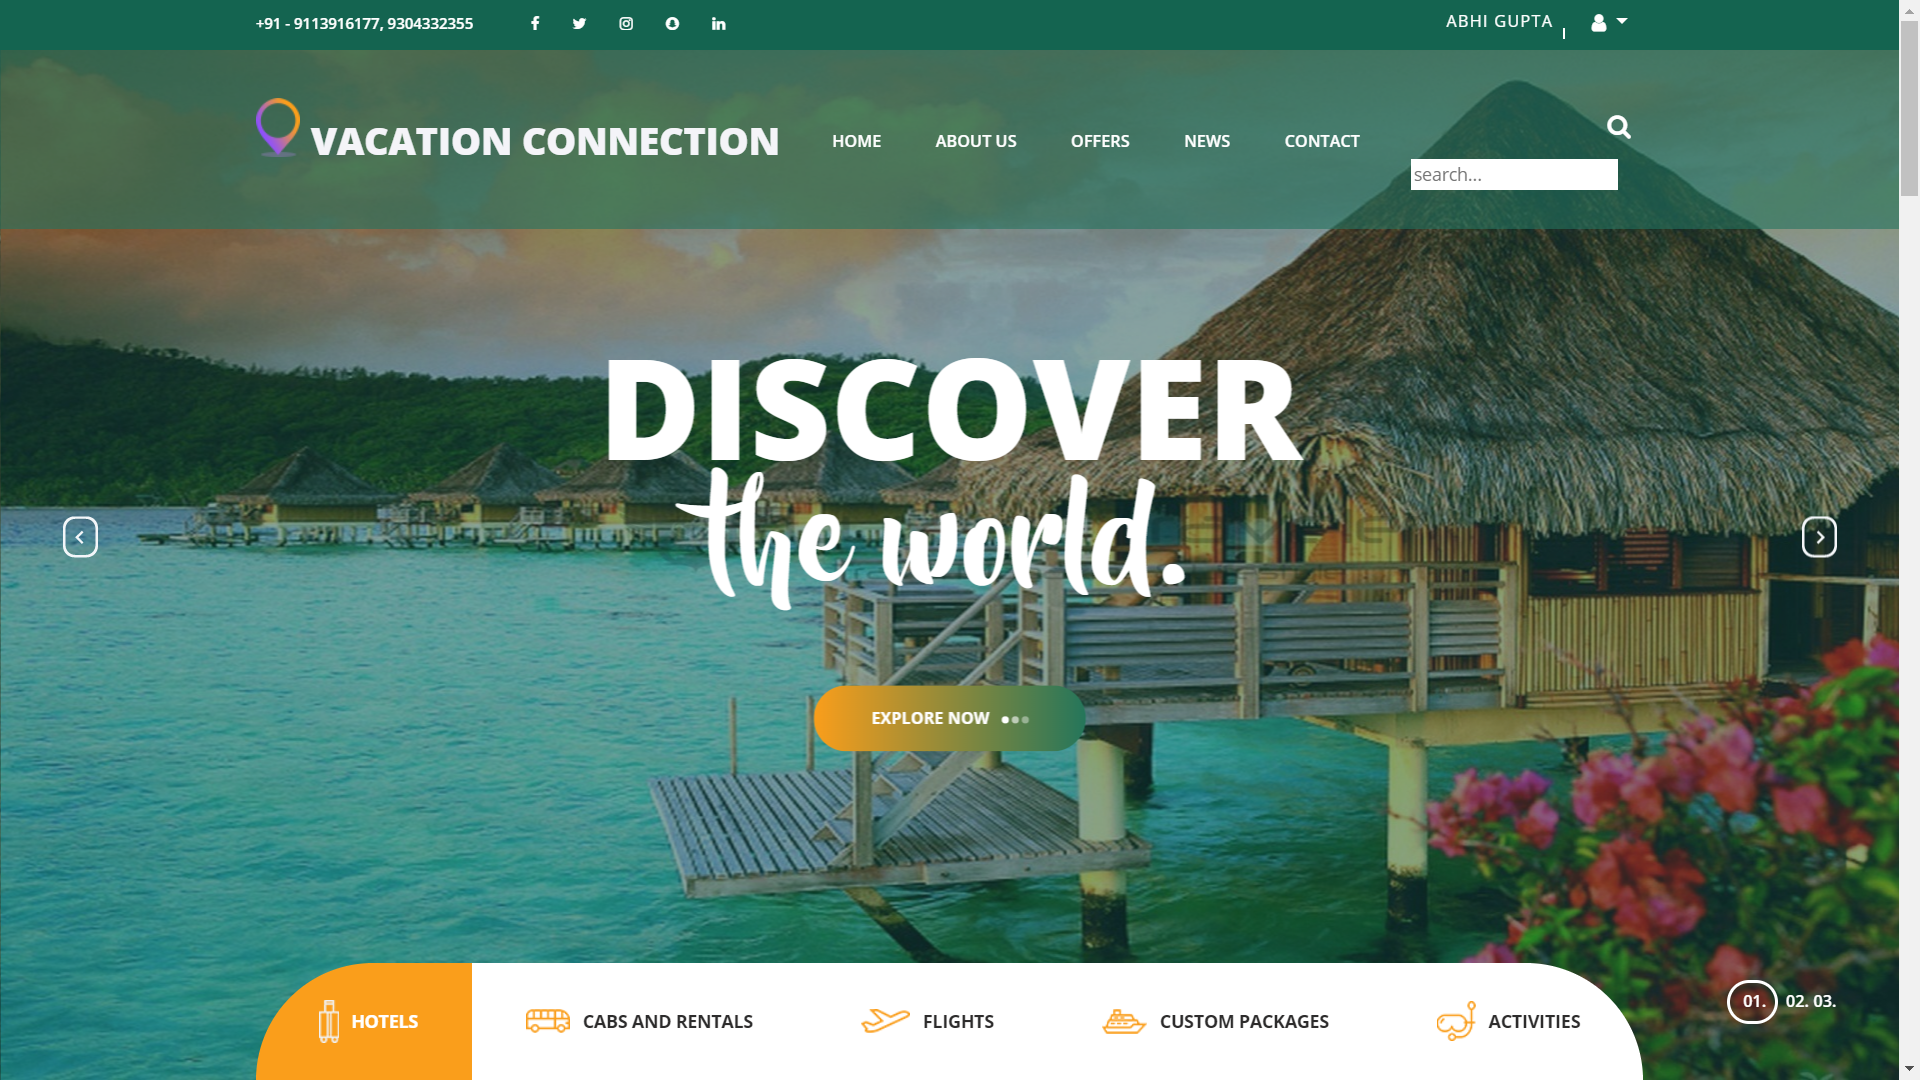 +91 - 9113916177, 9304332355
ABHI GUPTA
VACATION CONNECTION
HOME
ABOUT US
OFFERS
NEWS
CONTACT
search...
DISCOVER
the world.
EXPLORE NOW
HOTELS
CABS AND RENTALS
FLIGHTS
CUSTOM PACKAGES
ACTIVITIES
01. 02. 03.